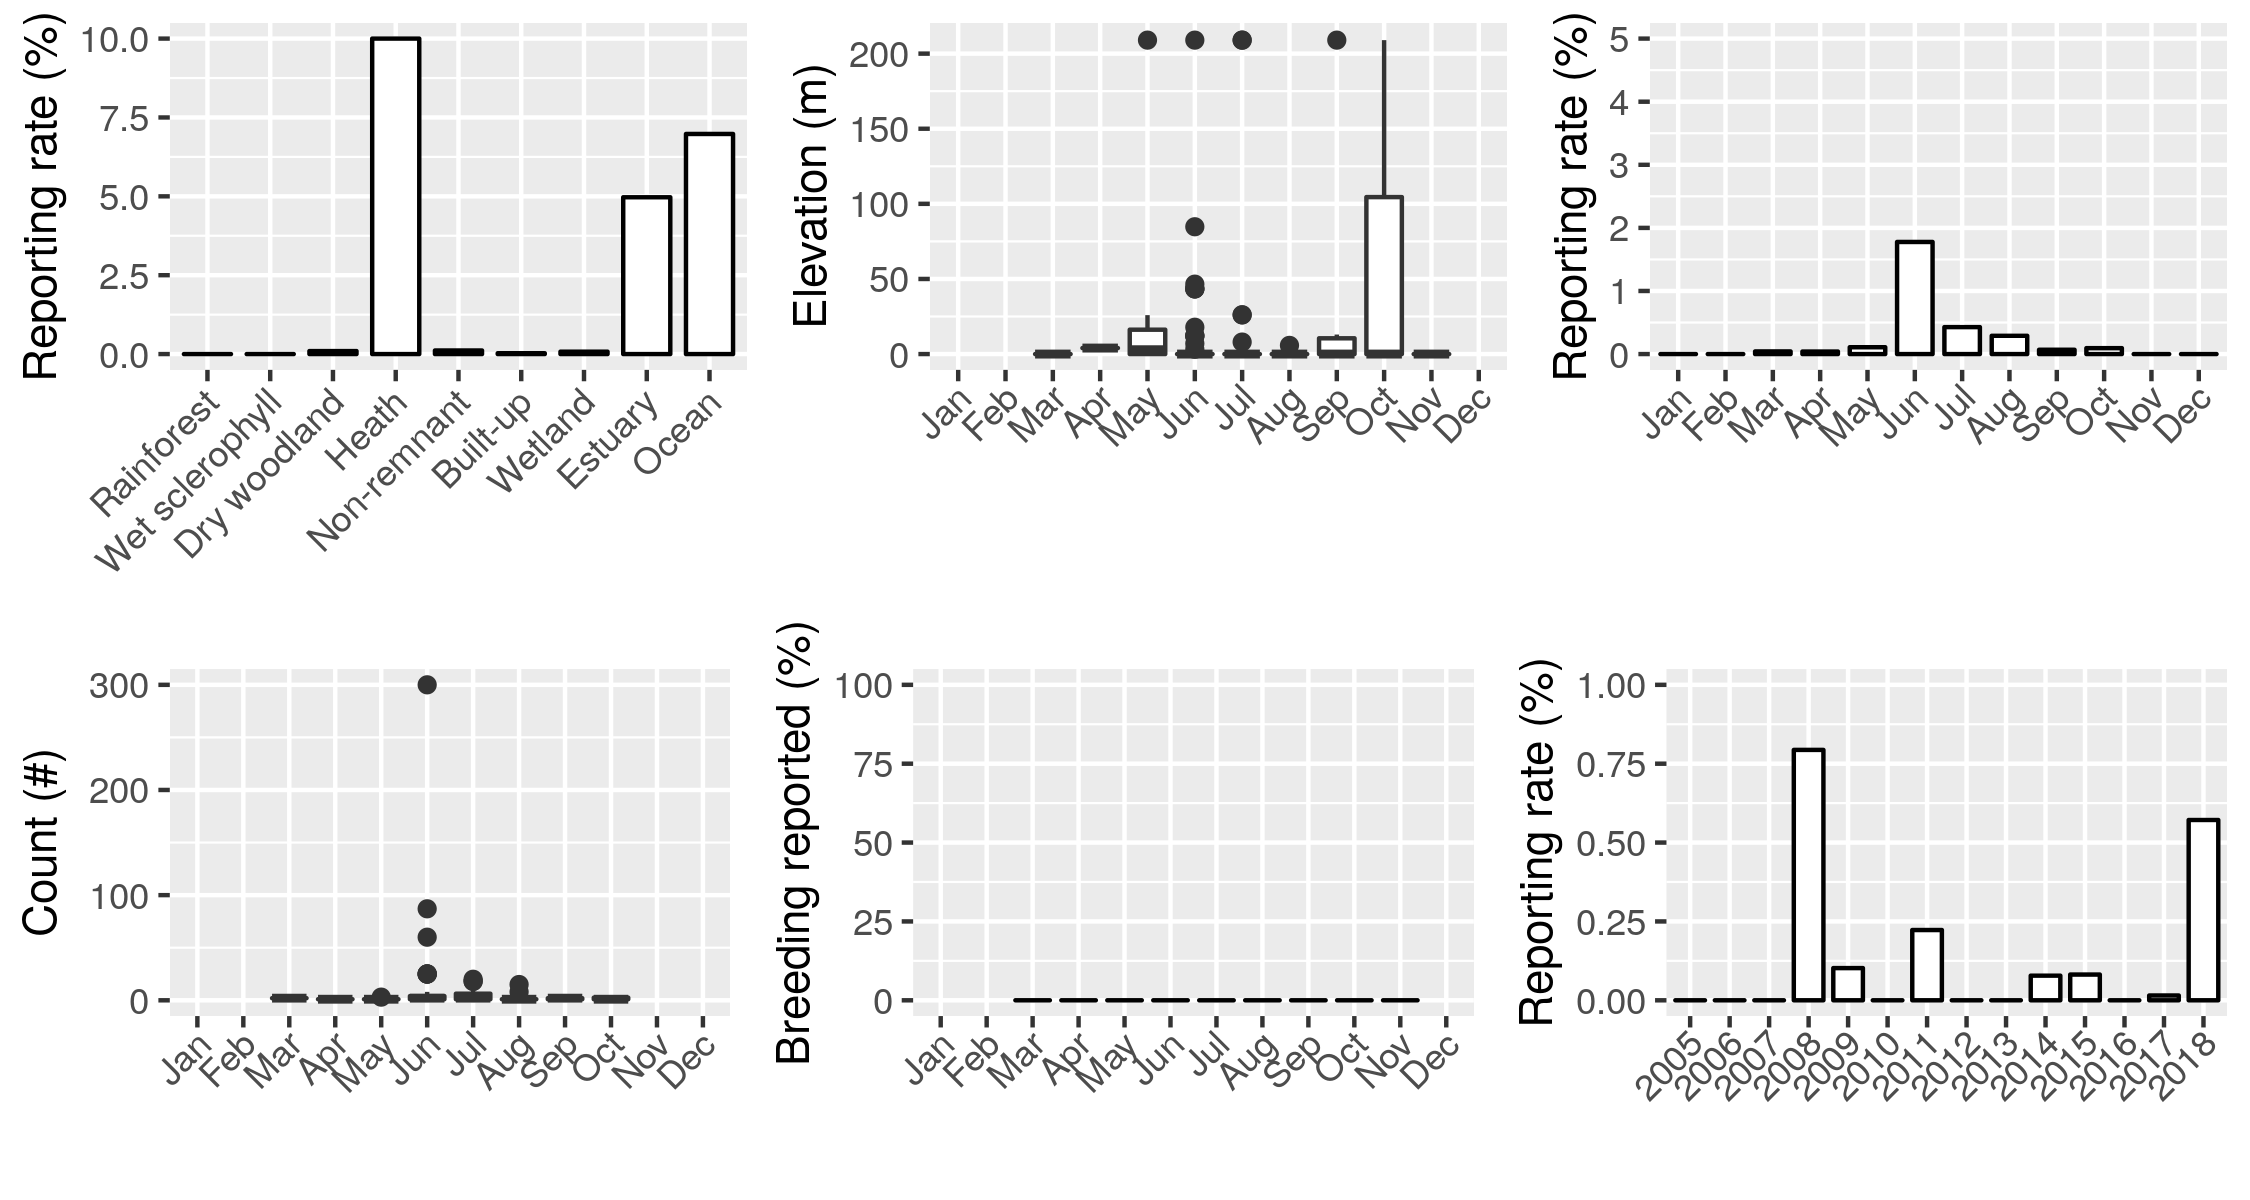 Reporting rate (%)
10.0
7.5
5.0
2.5
0.0
Rainforest
Wet sclerophyll
Dry woodland
Heath
Non-remnant
Built-up
Wetland
Estuary
Ocean
Elevation (m)
200
150
100
50
0
Jan
Feb
Mar
Apr
May
Jun
Jul
Aug
Sep
Oct
Nov
Dec
Reporting rate (%)
5
4
3
2
1
0
Jan
Feb
Mar
Apr
May
Jun
Jul
Aug
Sep
Oct
Nov
Dec
Count (#)
300
200
100
0
Jan
Feb
Mar
Apr
May
Jun
Jul
Aug
Sep
Oct
Nov
Dec
Breeding reported (%)
100
75
50
25
0
Jan
Feb
Mar
Apr
May
Jun
Jul
Aug
Sep
Oct
Nov
Dec
Reporting rate (%)
1.00
0.75
0.50
0.25
0.00
2005
2006
2007
2008
2009
2010
2011
2012
2013
2014
2015
2016
2017
2018